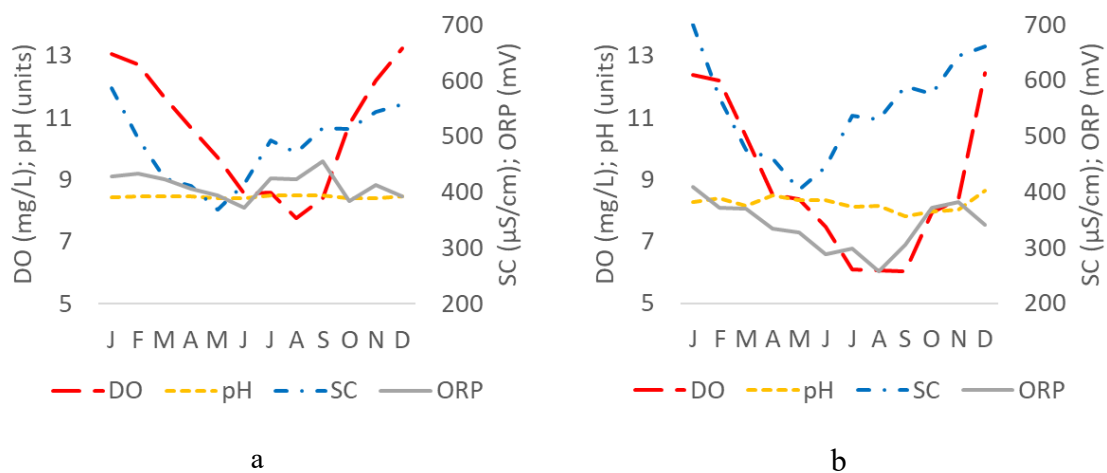 DO (mg/L); pH (units)
13
11
9
7
5
700
600
500
400
300
200
SC (µS/cm); ORP (mV)
J F M A M J J A S O N D
DO pH SC ORP
a
DO (mg/L); pH (units)
13
11
9
7
5
700
600
500
400
300
200
SC (µS/cm); ORP (mV)
J F M A M J J A S O N D
DO pH SC ORP
b